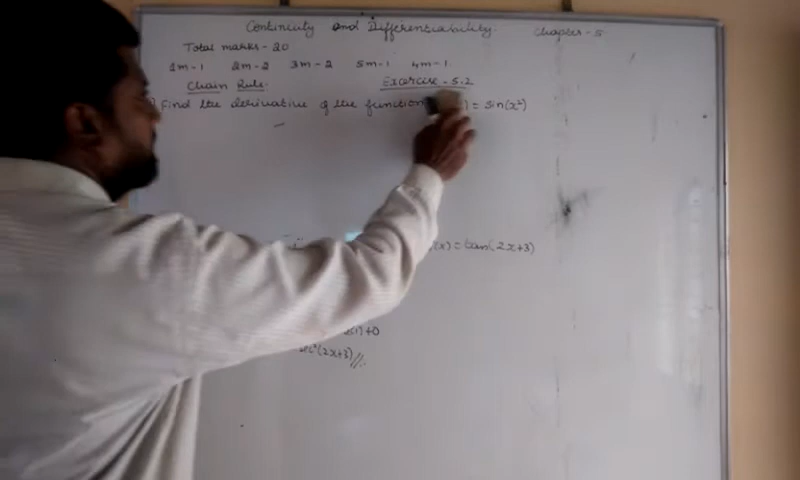 Continuity and Differentiability. Chapter - 5
Total marks - 20
1m-1 2m-2 3m-2 5m-1 4m-1
Chain Rule. Exercise - 5.2
Find the derivative of the function ) = sin(x²)
(x) = tan(2x+3)
)+0
(2x+3)//.